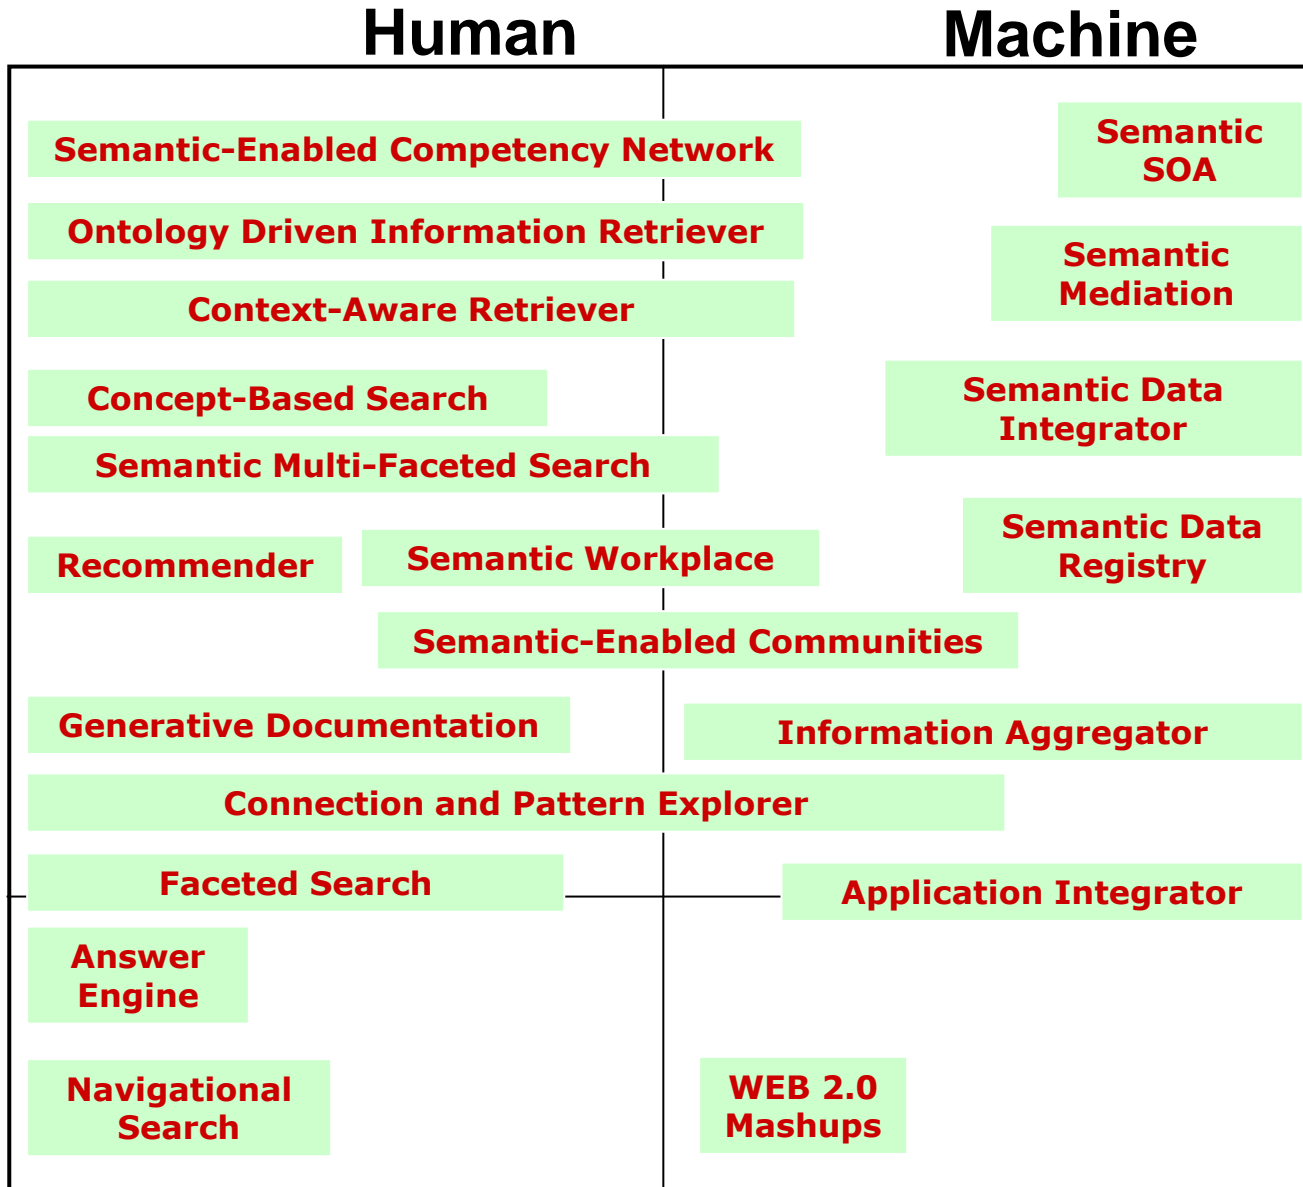 Human
Machine
Semantic-Enabled Competency Network
Semantic
SOA
Ontology Driven Information Retriever
Semantic
Mediation
Context-Aware Retriever
Concept-Based Search
Semantic Data
Integrator
Semantic Multi-Faceted Search
Recommender
Semantic Workplace
Semantic Data
Registry
Semantic-Enabled Communities
Generative Documentation
Information Aggregator
Connection and Pattern Explorer
Faceted Search
Application Integrator
Answer
Engine
Navigational
Search
WEB 2.0
Mashups